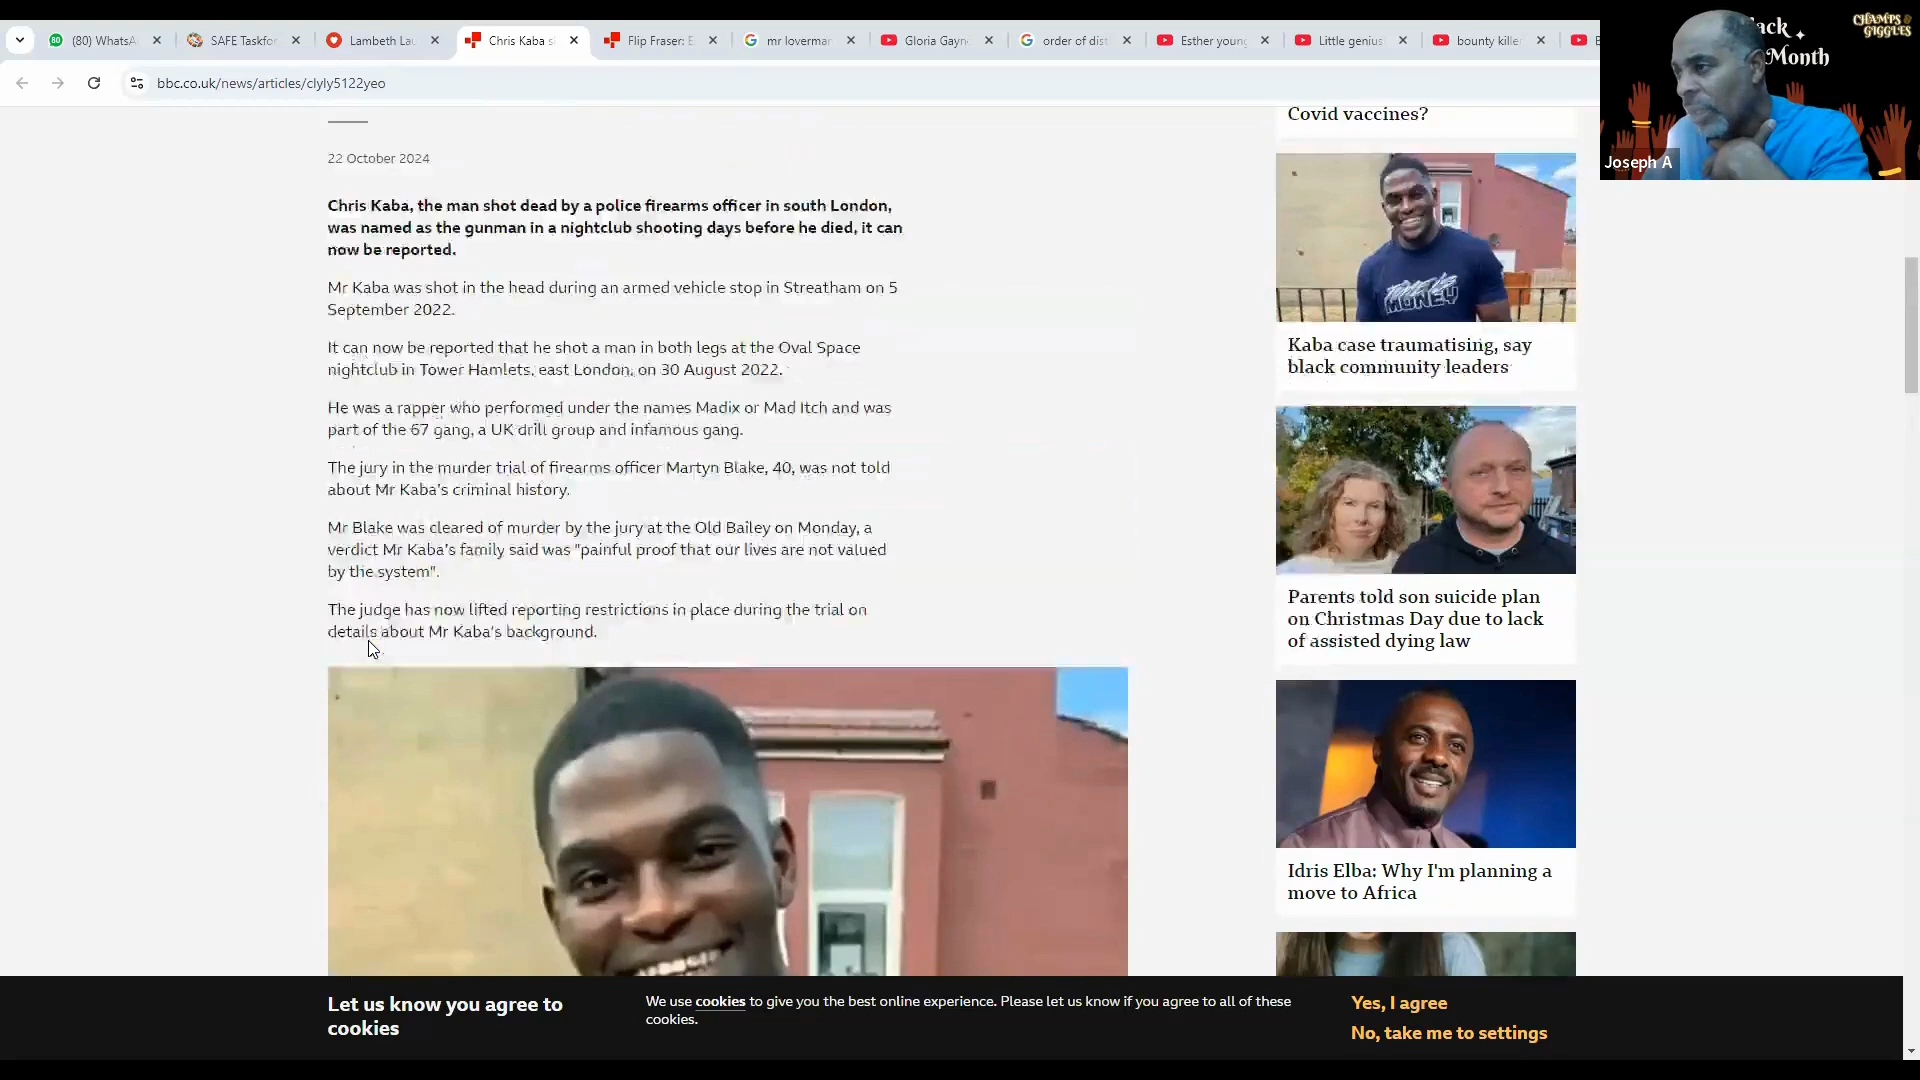 (80) WhatsA
SAFE Taskfor
Lambeth Lau
Chris Kaba s
Flip Fraser: E
mr loverman
Gloria Gayno
order of dist
Esther young
Little genius
bounty killer
bbc.co.uk/news/articles/clyly5122yeo
ack
Month
CHAMPS &
GIGGLES
Joseph A
22 October 2024
Chris Kaba, the man shot dead by a police firearms officer in south London,
was named as the gunman in a nightclub shooting days before he died, it can
now be reported.
Mr Kaba was shot in the head during an armed vehicle stop in Streatham on 5
September 2022.
It can now be reported that he shot a man in both legs at the Oval Space
nightclub in Tower Hamlets, east London, on 30 August 2022.
He was a rapper who performed under the names Madix or Mad Itch and was
part of the 67 gang, a UK drill group and infamous gang.
The jury in the murder trial of firearms officer Martyn Blake, 40, was not told
about Mr Kaba's criminal history.
Mr Blake was cleared of murder by the jury at the Old Bailey on Monday, a
verdict Mr Kaba's family said was "painful proof that our lives are not valued
by the system".
The judge has now lifted reporting restrictions in place during the trial on
details about Mr Kaba's background.
Covid vaccines?
TIME IS
MONEY
Kaba case traumatising, say
black community leaders
Parents told son suicide plan
on Christmas Day due to lack
of assisted dying law
Idris Elba: Why I'm planning a
move to Africa
Let us know you agree to
cookies
We use cookies to give you the best online experience. Please let us know if you agree to all of these
cookies.
Yes, I agree
No, take me to settings